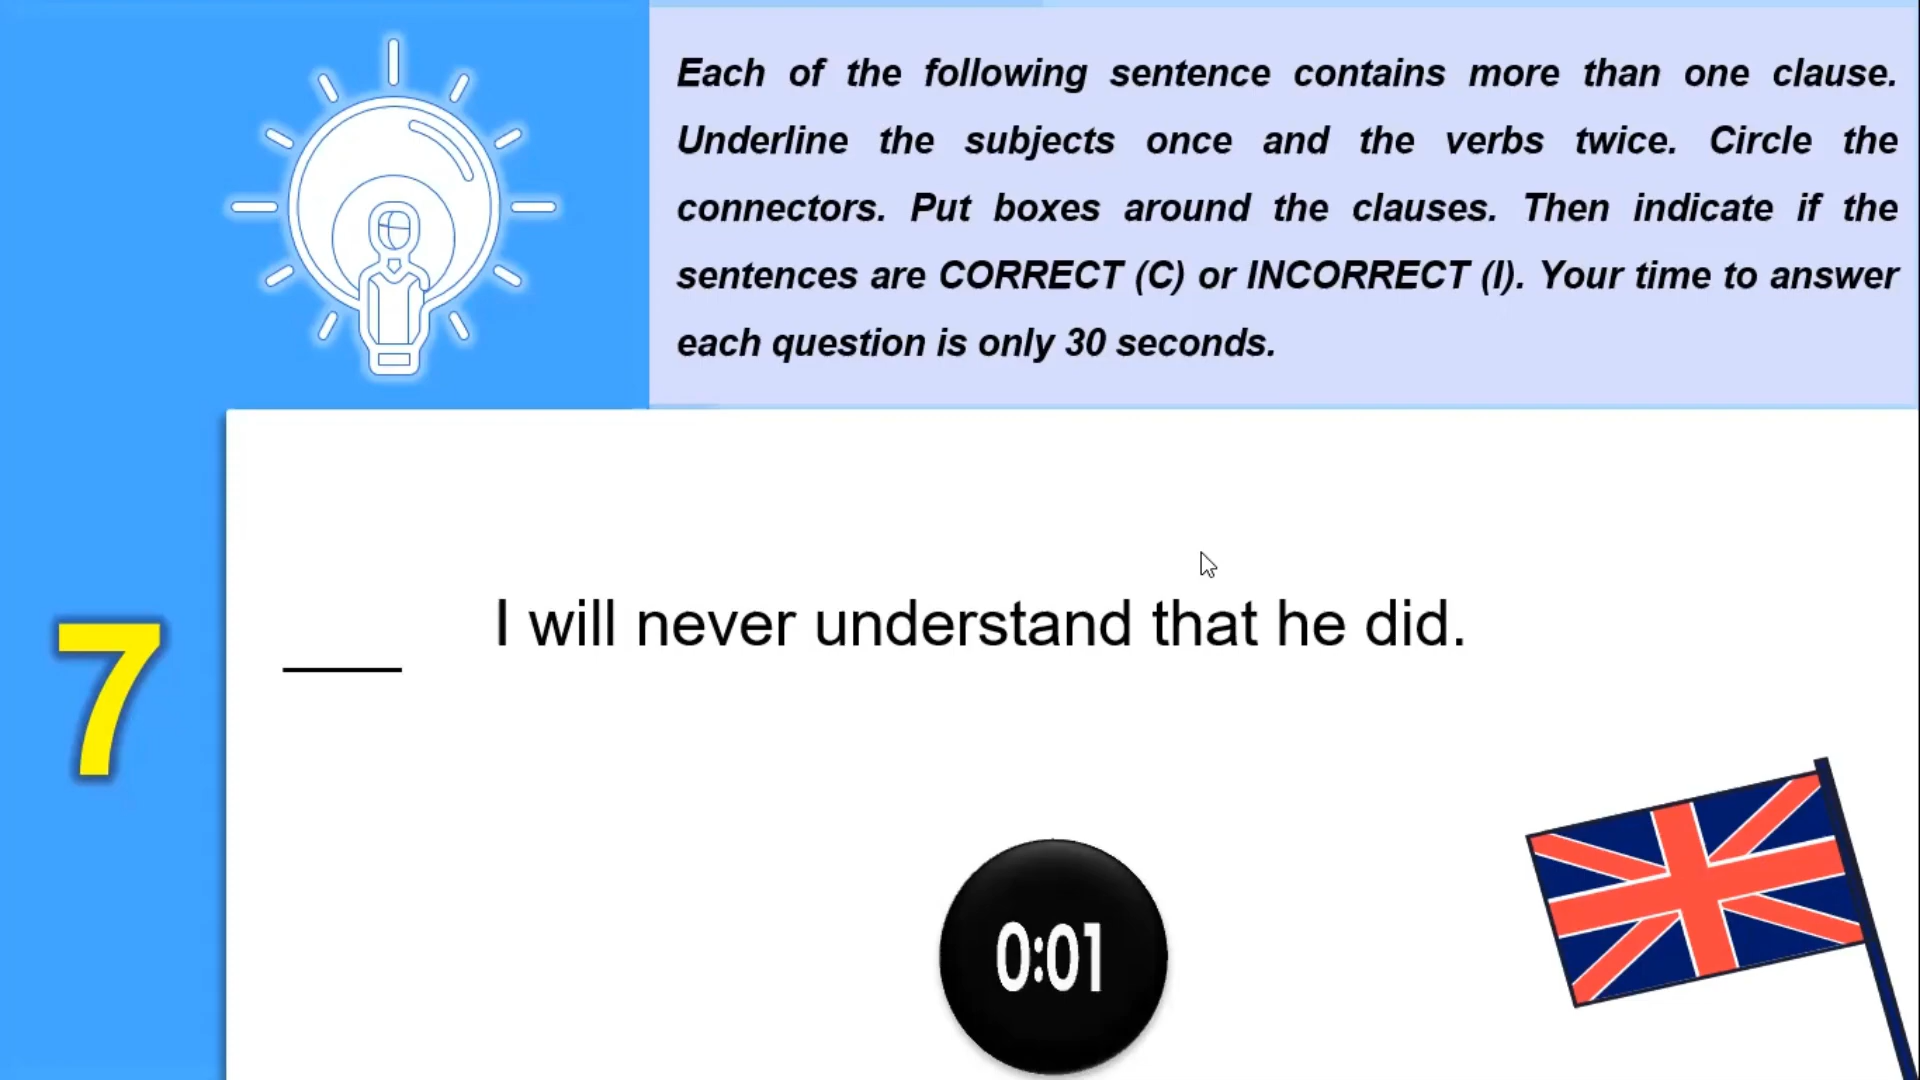 Each of the following sentence contains more than one clause.
Underline the subjects once and the verbs twice. Circle the
connectors. Put boxes around the clauses. Then indicate if the
sentences are CORRECT (C) or INCORRECT (I). Your time to answer
each question is only 30 seconds.
7
____ I will never understand that he did.
0:01